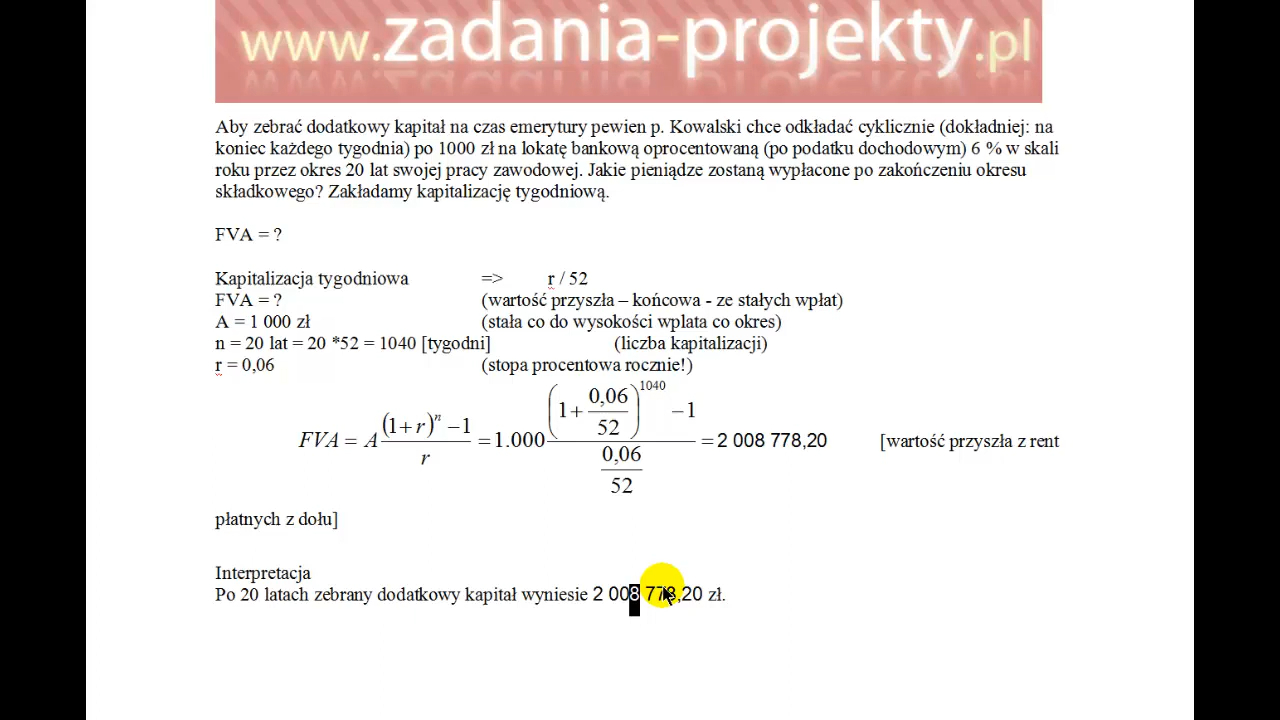 www.zadania-projekty.pl
Aby zebrać dodatkowy kapitał na czas emerytury pewien p. Kowalski chce odkładać cyklicznie (dokładniej: na
koniec każdego tygodnia) po 1000 zł na lokatę bankową oprocentowaną (po podatku dochodowym) 6 % w skali
roku przez okres 20 lat swojej pracy zawodowej. Jakie pieniądze zostaną wypłacone po zakończeniu okresu
składkowego? Zakładamy kapitalizację tygodniową.
FVA = ?
Kapitalizacja tygodniowa => r / 52
FVA = ? (wartość przyszła – końcowa - ze stałych wpłat)
A = 1 000 zł (stała co do wysokości wplata co okres)
n = 20 lat = 20 *52 = 1040 [tygodni] (liczba kapitalizacji)
r = 0,06 (stopa procentowa rocznie!)
FVA = A ((1+r)^n −1)/r = 1.000 ((1+0,06/52)^1040 −1)/(0,06/52) = 2 008 778,20 [wartość przyszła z rent
płatnych z dołu]
Interpretacja
Po 20 latach zebrany dodatkowy kapitał wyniesie 2 008 778,20 zł.